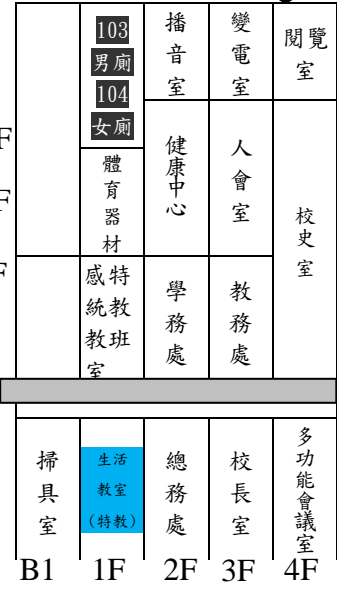 103
男廁
104
女廁
播音室
變電室
閱覽室
體育器材
健康中心
人會室
校史室
特教班
感統教室
學務處
教務處
掃具室
生活
教室
(特教)
總務處
校長室
多功能會議室
B1 1F 2F 3F 4F
F
F
F